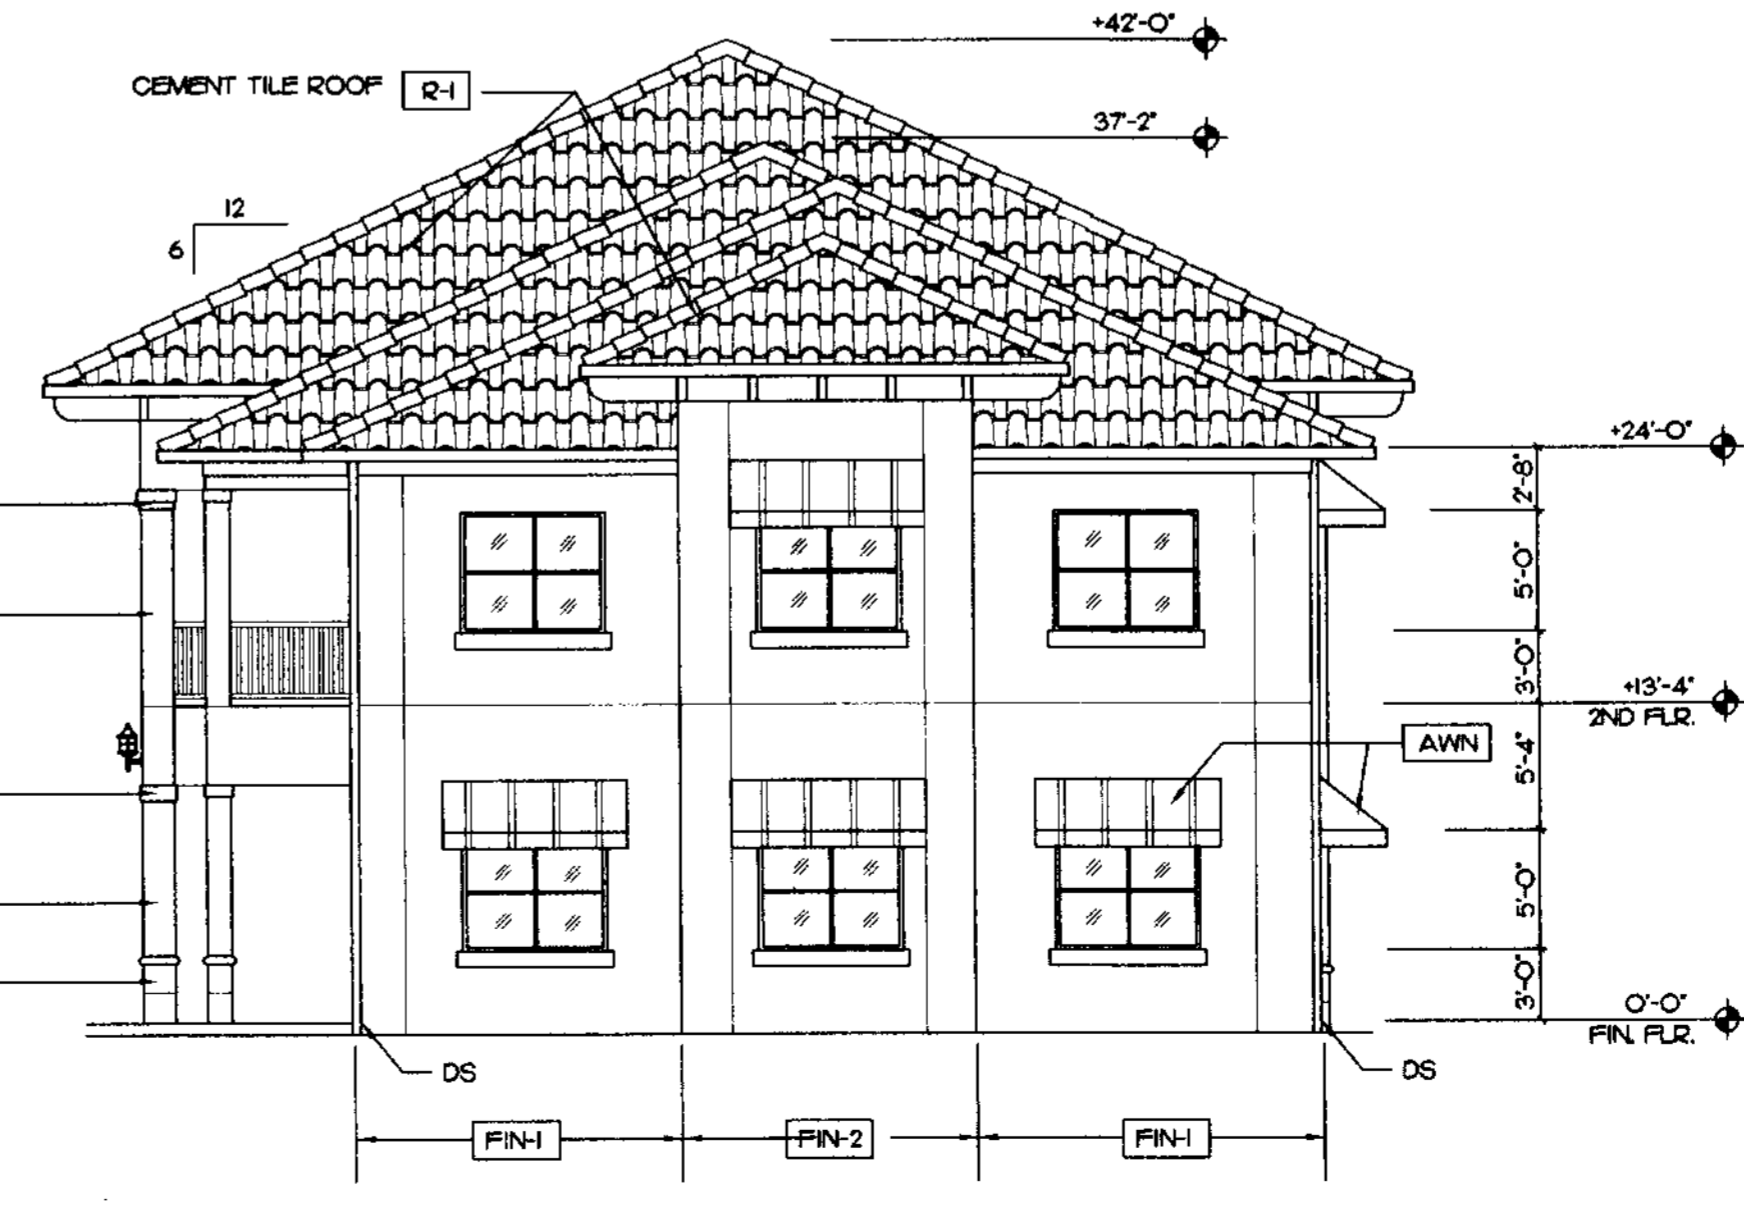 +42'-0"
CEMENT TILE ROOF R-1
37'-2"
12
6
+24'-0"
2'-8"
5'-0"
3'-0"
+13'-4"
2ND FLR.
AWN
5'-4"
5'-0"
3'-0"
0'-0"
FIN. FLR.
DS
DS
FIN-1
FIN-2
FIN-1